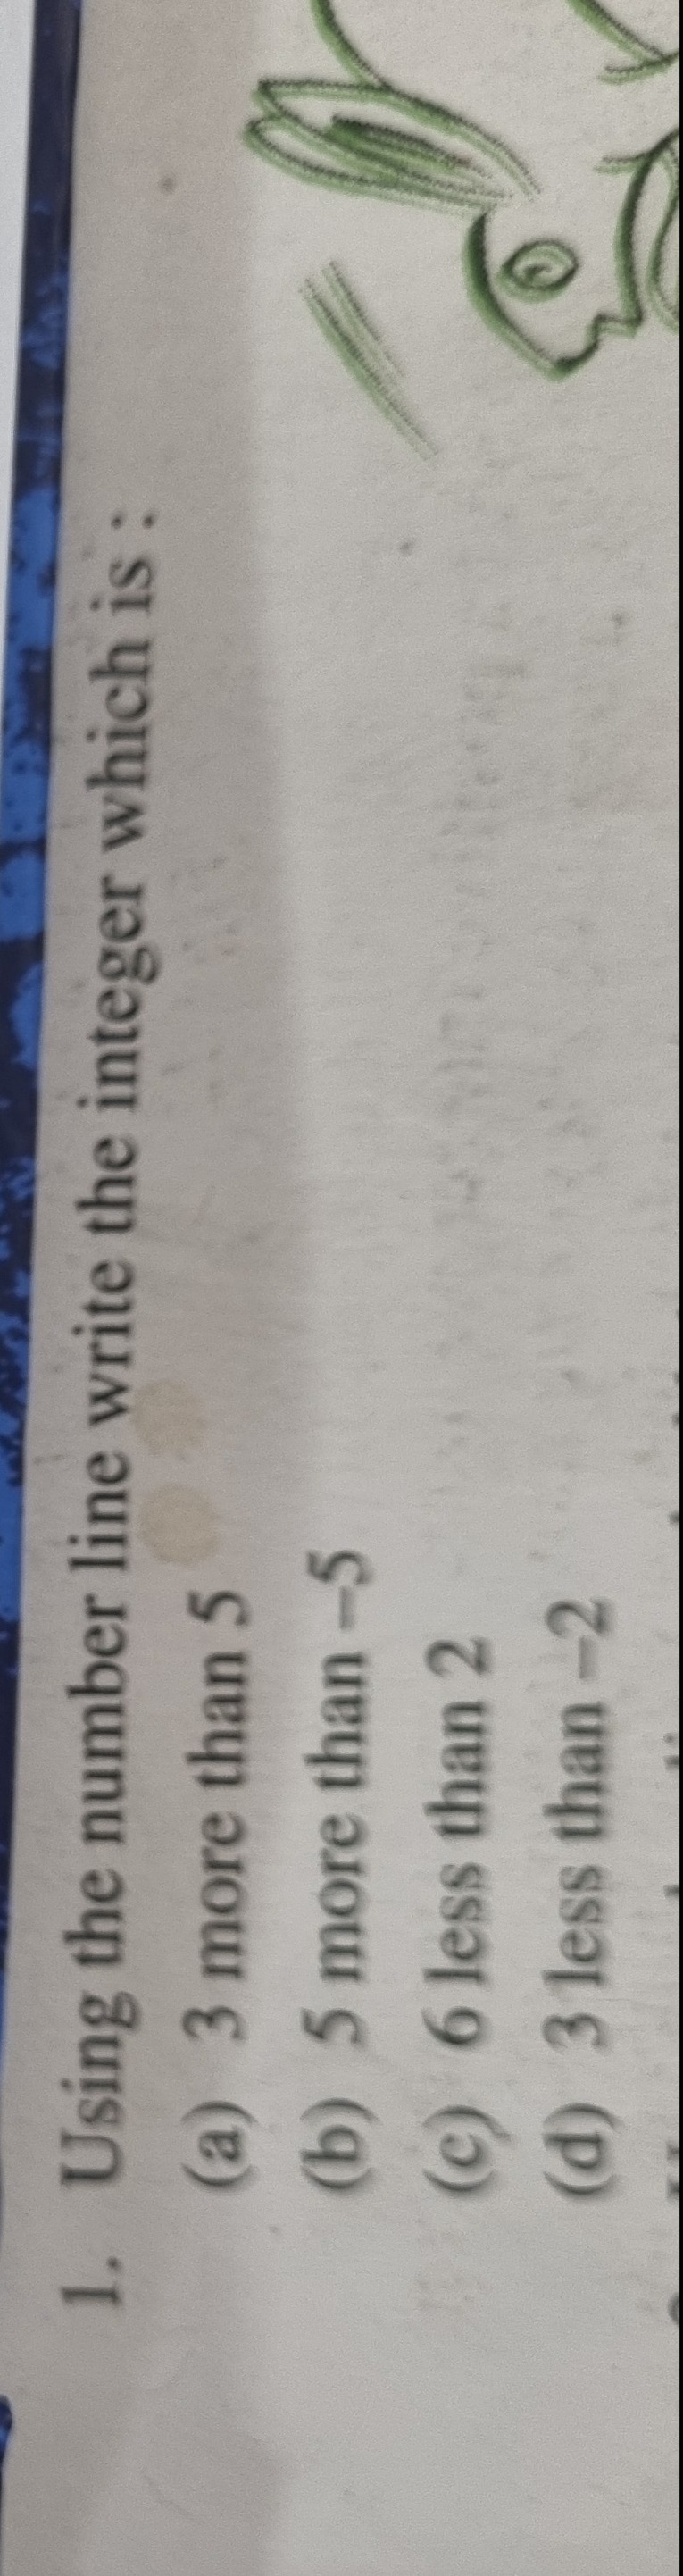 1. Using the number line write the integer which is :
(a) 3 more than 5
(b) 5 more than –5
(c) 6 less than 2
(d) 3 less than –2